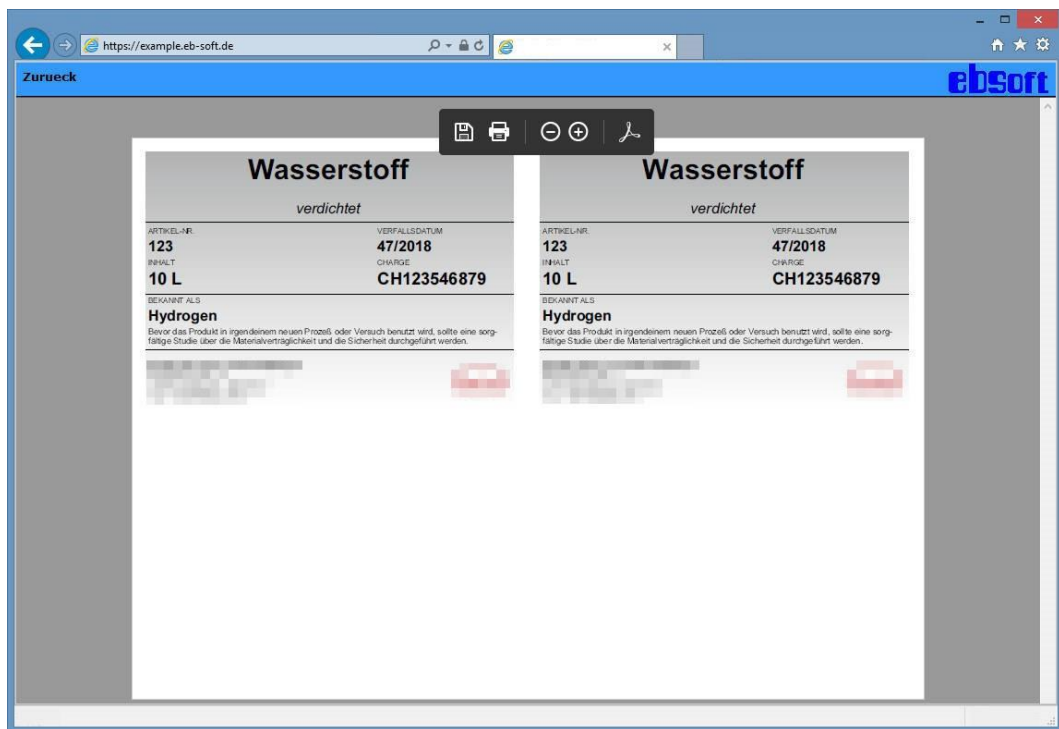 https://example.eb-soft.de
Zurueck
ebsoft
Wasserstoff
verdichtet
ARTIKEL-NR.
VERFALLSDATUM
123
47/2018
INHALT
CHARGE
10 L
CH123546879
BEKANNT ALS
Hydrogen
Bevor das Produkt in irgendeinem neuen Prozeß oder Versuch benutzt wird, sollte eine sorg-
fältige Studie über die Materialverträglichkeit und die Sicherheit durchgeführt werden.
Wasserstoff
verdichtet
ARTIKEL-NR.
VERFALLSDATUM
123
47/2018
INHALT
CHARGE
10 L
CH123546879
BEKANNT ALS
Hydrogen
Bevor das Produkt in irgendeinem neuen Prozeß oder Versuch benutzt wird, sollte eine sorg-
fältige Studie über die Materialverträglichkeit und die Sicherheit durchgeführt werden.